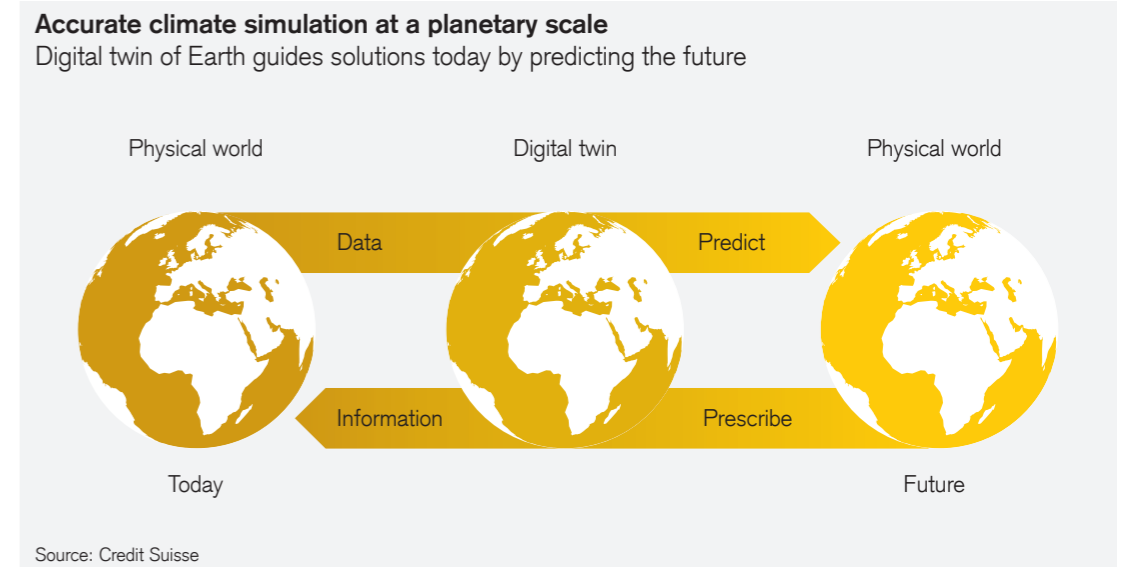 Accurate climate simulation at a planetary scale
Digital twin of Earth guides solutions today by predicting the future
Physical world
Digital twin
Physical world
Data
Predict
Information
Prescribe
Today
Future
Source: Credit Suisse